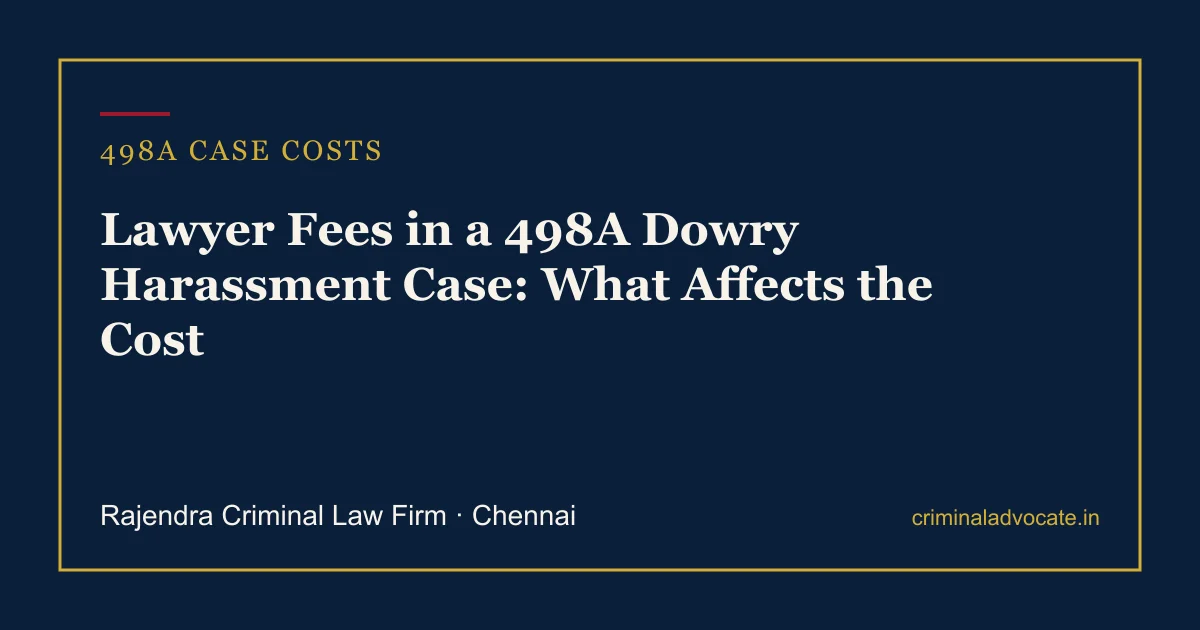 498A CASE COSTS
Lawyer Fees in a 498A Dowry
Harassment Case: What Affects the
Cost
Rajendra Criminal Law Firm · Chennai
criminaladvocate.in